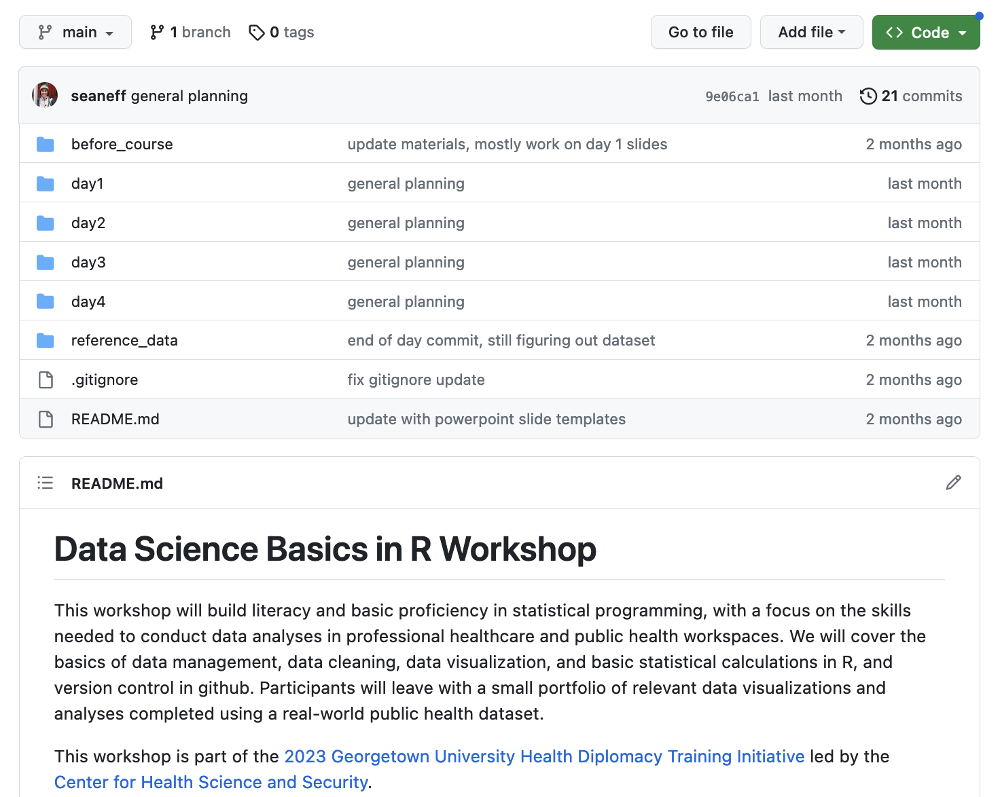 main 1 branch 0 tags Go to file Add file Code
seaneff general planning 9e06ca1 last month 21 commits
before_course update materials, mostly work on day 1 slides 2 months ago
day1 general planning last month
day2 general planning last month
day3 general planning last month
day4 general planning last month
reference_data end of day commit, still figuring out dataset 2 months ago
.gitignore fix gitignore update 2 months ago
README.md update with powerpoint slide templates 2 months ago
README.md
Data Science Basics in R Workshop
This workshop will build literacy and basic proficiency in statistical programming, with a focus on the skills
needed to conduct data analyses in professional healthcare and public health workspaces. We will cover the
basics of data management, data cleaning, data visualization, and basic statistical calculations in R, and
version control in github. Participants will leave with a small portfolio of relevant data visualizations and
analyses completed using a real-world public health dataset.
This workshop is part of the 2023 Georgetown University Health Diplomacy Training Initiative led by the
Center for Health Science and Security.